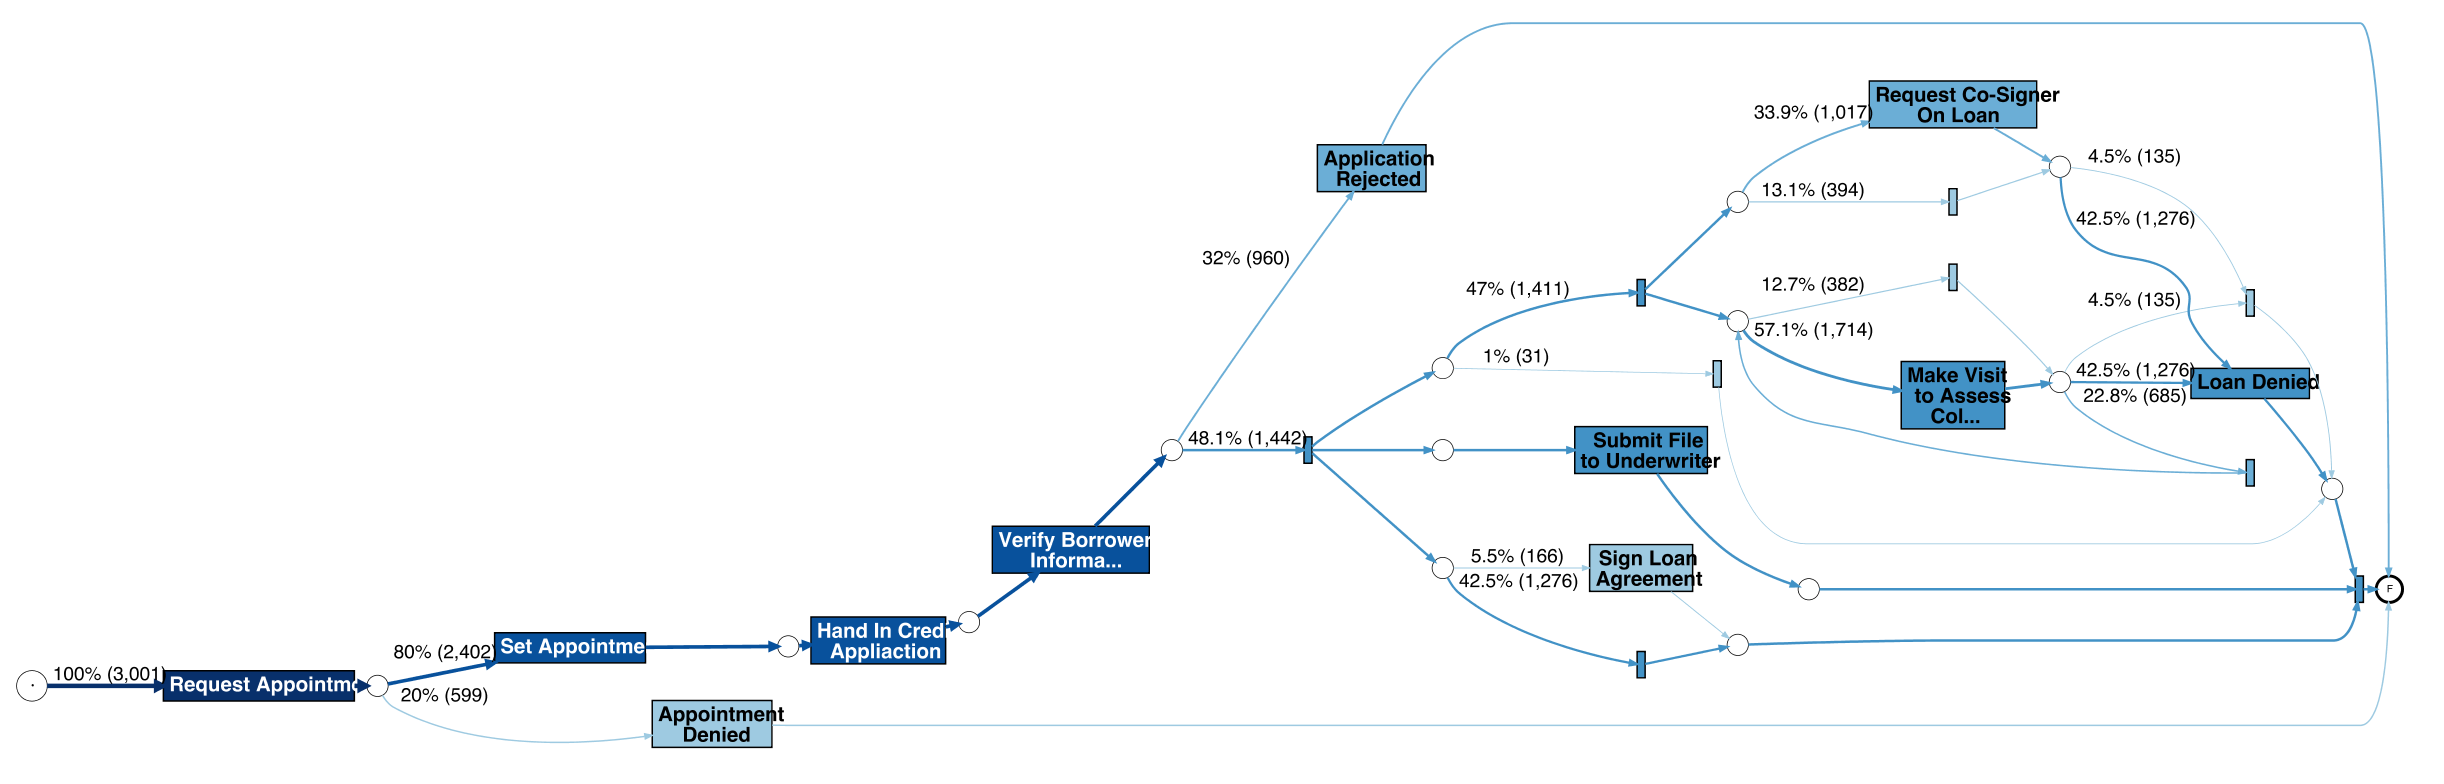 100% (3,001)
Request Appointme
80% (2,402)
20% (599)
Set Appointme
Appointment
Denied
Hand In Cred
Appliaction
Verify Borrower
Informa...
32% (960)
48.1% (1,442)
Application
Rejected
47% (1,411)
1% (31)
5.5% (166)
42.5% (1,276)
Submit File
to Underwriter
Sign Loan
Agreement
33.9% (1,017)
13.1% (394)
12.7% (382)
57.1% (1,714)
Request Co-Signer
On Loan
Make Visit
to Assess
Col...
4.5% (135)
42.5% (1,276)
4.5% (135)
42.5% (1,276)
22.8% (685)
Loan Denied
F